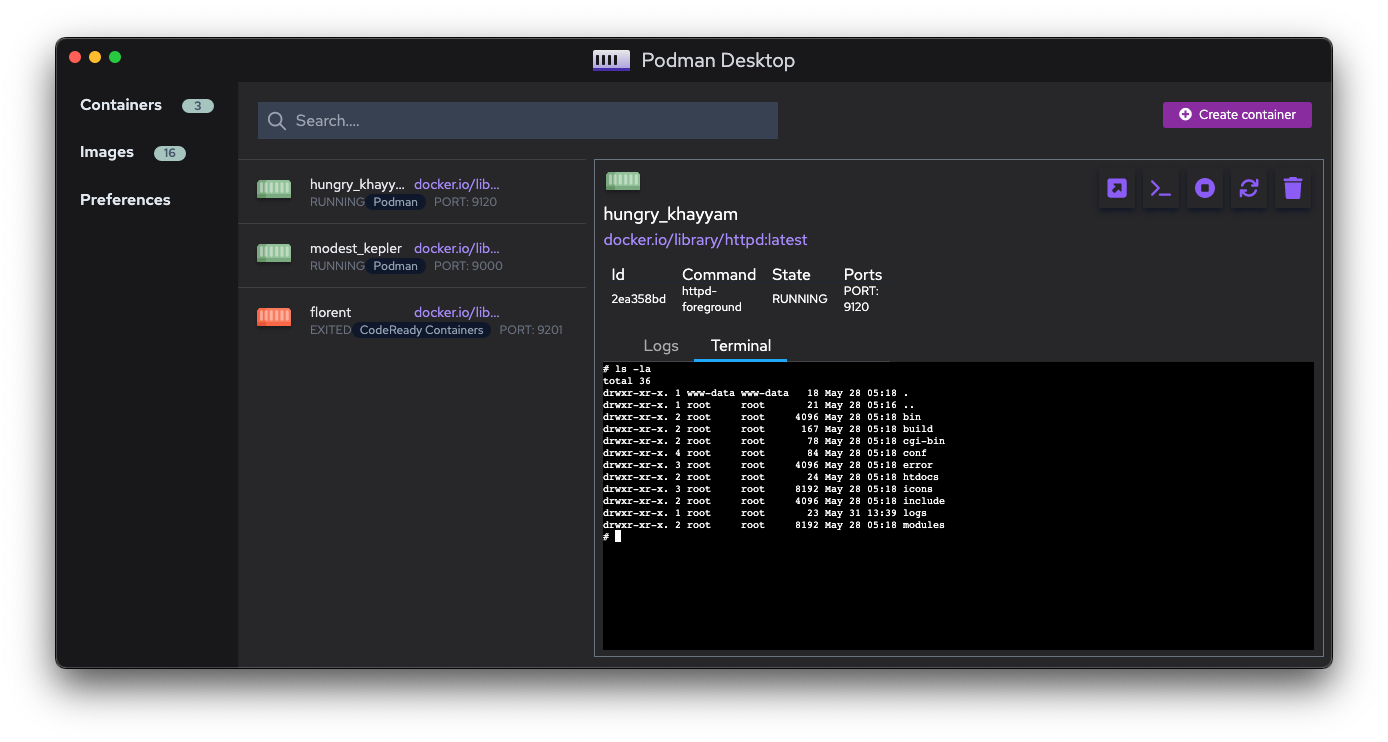 Podman Desktop
Containers 3
Images 16
Preferences
Search....
Create container
hungry_khayy... docker.io/lib...
RUNNING Podman PORT: 9120
modest_kepler docker.io/lib...
RUNNING Podman PORT: 9000
florent docker.io/lib...
EXITED CodeReady Containers PORT: 9201
hungry_khayyam
docker.io/library/httpd:latest
Id Command State Ports
2ea358bd httpd-foreground RUNNING PORT: 9120
Logs Terminal
# ls -la
total 36
drwxr-xr-x. 1 www-data www-data 18 May 28 05:18 .
drwxr-xr-x. 1 root root 21 May 28 05:16 ..
drwxr-xr-x. 2 root root 4096 May 28 05:18 bin
drwxr-xr-x. 2 root root 167 May 28 05:18 build
drwxr-xr-x. 2 root root 78 May 28 05:18 cgi-bin
drwxr-xr-x. 4 root root 84 May 28 05:18 conf
drwxr-xr-x. 3 root root 4096 May 28 05:18 error
drwxr-xr-x. 2 root root 24 May 28 05:18 htdocs
drwxr-xr-x. 3 root root 8192 May 28 05:18 icons
drwxr-xr-x. 2 root root 4096 May 28 05:18 include
drwxr-xr-x. 1 root root 23 May 31 13:39 logs
drwxr-xr-x. 2 root root 8192 May 28 05:18 modules
#